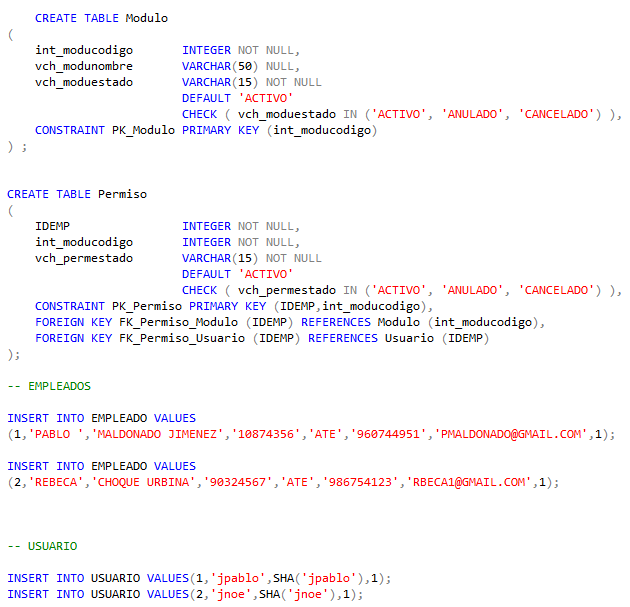 CREATE TABLE Modulo
(
int_moducodigo INTEGER NOT NULL,
vch_modunombre VARCHAR(50) NULL,
vch_moduestado VARCHAR(15) NOT NULL
DEFAULT 'ACTIVO'
CHECK ( vch_moduestado IN ('ACTIVO', 'ANULADO', 'CANCELADO') ),
CONSTRAINT PK_Modulo PRIMARY KEY (int_moducodigo)
) ;
CREATE TABLE Permiso
(
IDEMP INTEGER NOT NULL,
int_moducodigo INTEGER NOT NULL,
vch_permestado VARCHAR(15) NOT NULL
DEFAULT 'ACTIVO'
CHECK ( vch_permestado IN ('ACTIVO', 'ANULADO', 'CANCELADO') ),
CONSTRAINT PK_Permiso PRIMARY KEY (IDEMP,int_moducodigo),
FOREIGN KEY FK_Permiso_Modulo (IDEMP) REFERENCES Modulo (int_moducodigo),
FOREIGN KEY FK_Permiso_Usuario (IDEMP) REFERENCES Usuario (IDEMP)
);
-- EMPLEADOS
INSERT INTO EMPLEADO VALUES
(1,'PABLO ','MALDONADO JIMENEZ','10874356','ATE','960744951','PMALDONADO@GMAIL.COM',1);
INSERT INTO EMPLEADO VALUES
(2,'REBECA','CHOQUE URBINA','90324567','ATE','986754123','RBECA1@GMAIL.COM',1);
-- USUARIO
INSERT INTO USUARIO VALUES(1,'jpablo',SHA('jpablo'),1);
INSERT INTO USUARIO VALUES(2,'jnoe',SHA('jnoe'),1);